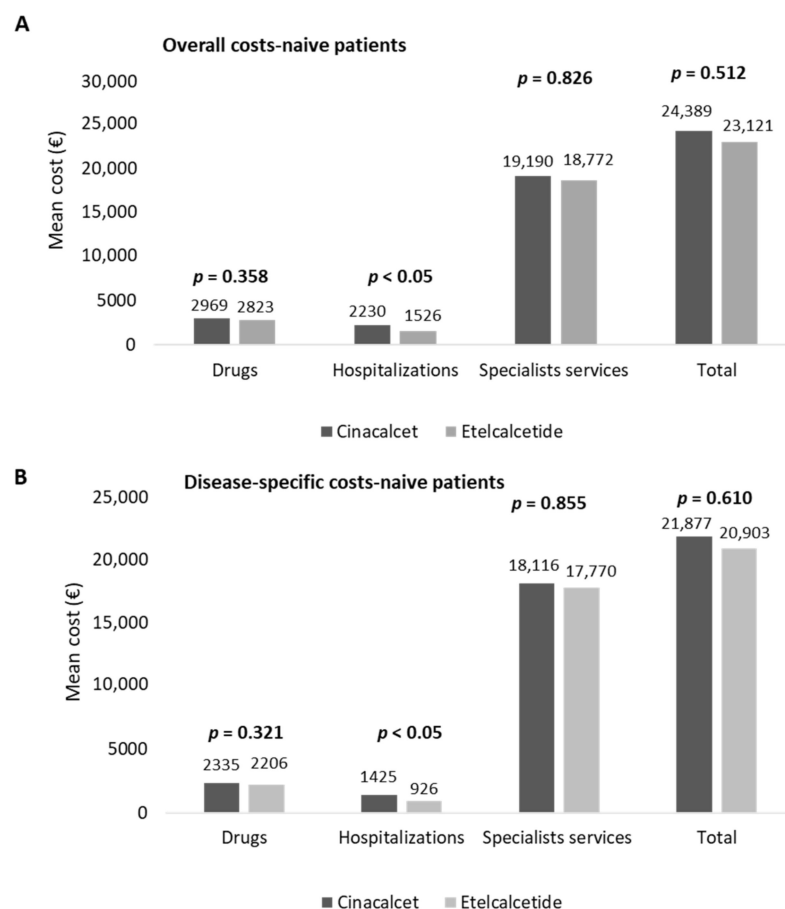 A
Overall costs-naive patients
Mean cost (€)
30,000
25,000
20,000
15,000
10,000
5000
0
p = 0.358
p < 0.05
p = 0.826
p = 0.512
2969 2823
2230 1526
19,190 18,772
24,389 23,121
Drugs Hospitalizations Specialists services Total
Cinacalcet Etelcalcetide
B
Disease-specific costs-naive patients
Mean cost (€)
25,000
20,000
15,000
10,000
5000
0
p = 0.321
p < 0.05
p = 0.855
p = 0.610
2335 2206
1425 926
18,116 17,770
21,877 20,903
Drugs Hospitalizations Specialists services Total
Cinacalcet Etelcalcetide